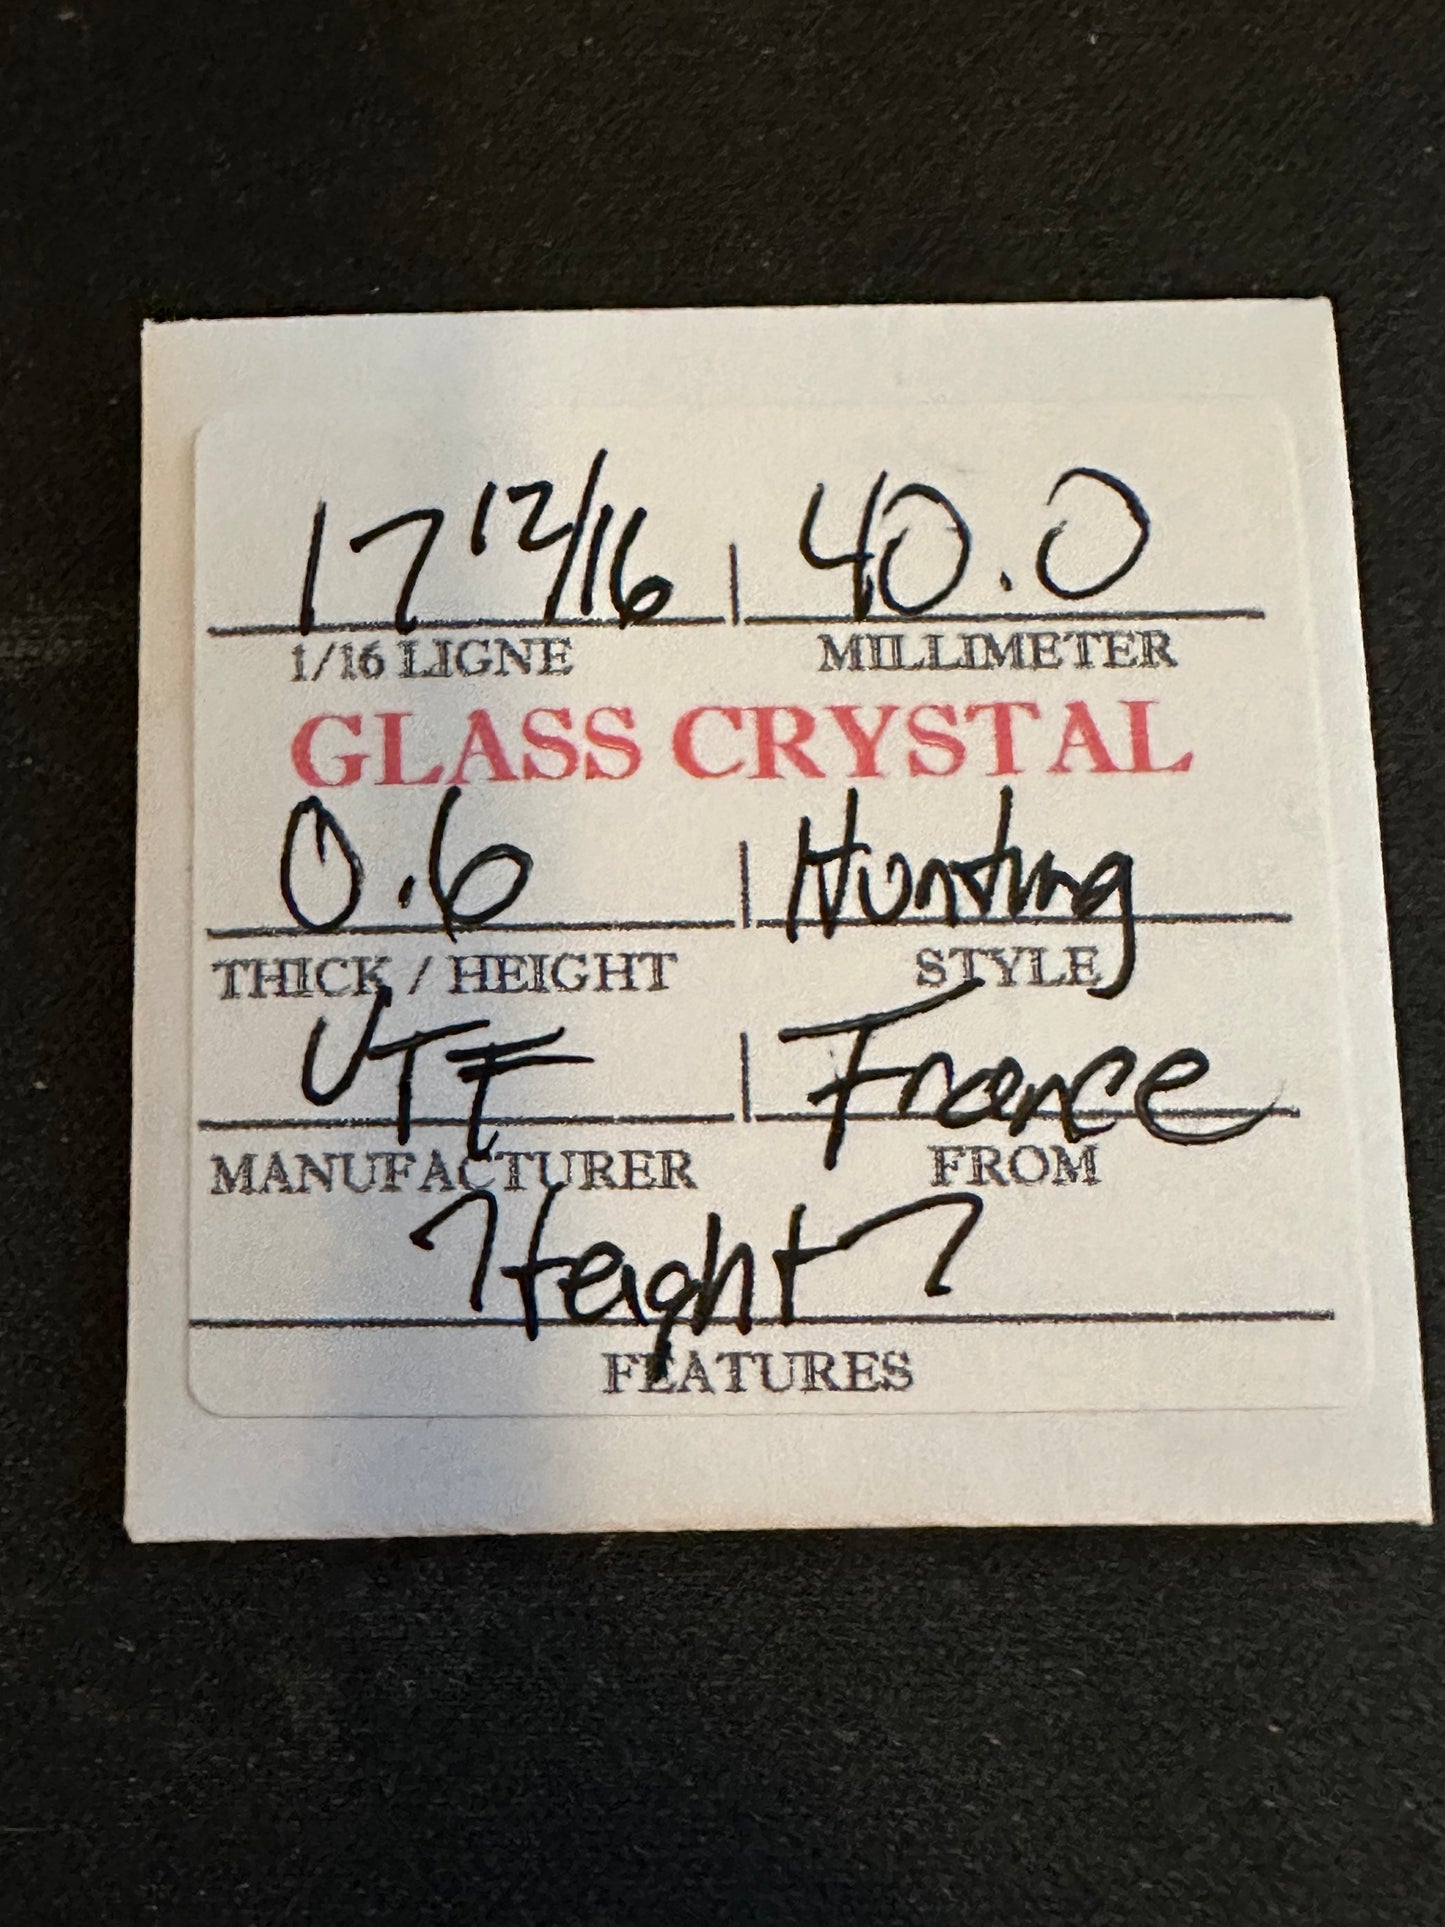 17 12/16 | 40.0
1/16 LIGNE MILLIMETER
GLASS CRYSTAL
0.6 | Hunting
THICK / HEIGHT STYLE
VTF | France
MANUFACTURER FROM
Height 7
FEATURES